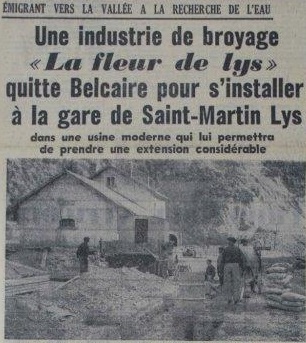 ÉMIGRANT VERS LA VALLÉE A LA RECHERCHE DE L'EAU
Une industrie de broyage
« La fleur de lys »
quitte Belcaire pour s'installer
à la gare de Saint-Martin Lys
dans une usine moderne qui lui permettra
de prendre une extension considérable